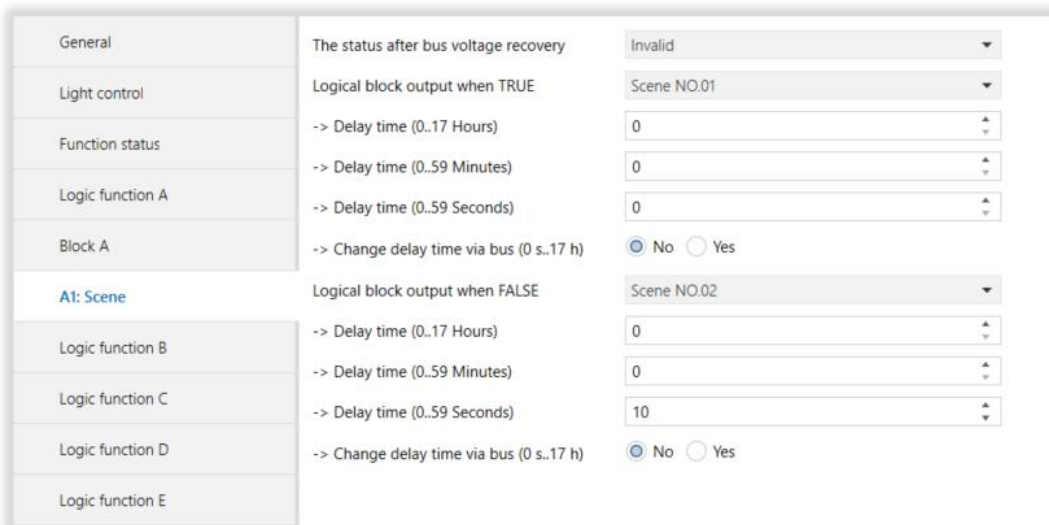 General
Light control
Function status
Logic function A
Block A
A1: Scene
Logic function B
Logic function C
Logic function D
Logic function E
The status after bus voltage recovery Invalid
Logical block output when TRUE Scene NO.01
-> Delay time (0..17 Hours) 0
-> Delay time (0..59 Minutes) 0
-> Delay time (0..59 Seconds) 0
-> Change delay time via bus (0 s..17 h) No Yes
Logical block output when FALSE Scene NO.02
-> Delay time (0..17 Hours) 0
-> Delay time (0..59 Minutes) 0
-> Delay time (0..59 Seconds) 10
-> Change delay time via bus (0 s..17 h) No Yes